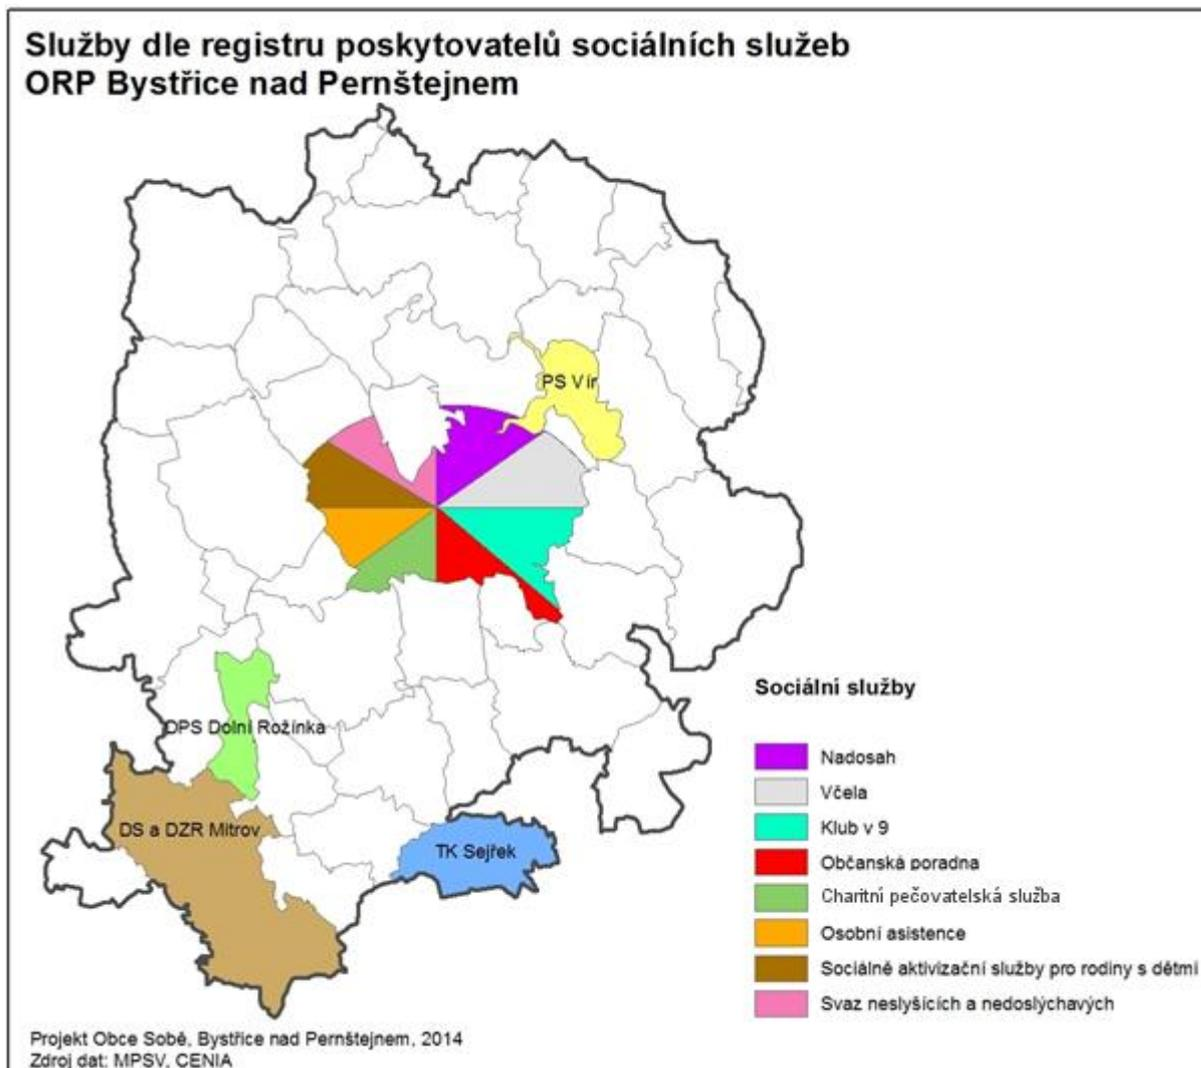 Služby dle registru poskytovatelů sociálních služeb
ORP Bystřice nad Pernštejnem
PS Vír
DPS Dolní Rožínka
DS a DZR Mitrov
TK Sejřek
Sociální služby
Nadosah
Včela
Klub v 9
Občanská poradna
Charitní pečovatelská služba
Osobní asistence
Sociálně aktivizační služby pro rodiny s dětmi
Svaz neslyšících a nedoslýchavých
Projekt Obce Sobě, Bystřice nad Pernštejnem, 2014
Zdroj dat: MPSV, CENIA